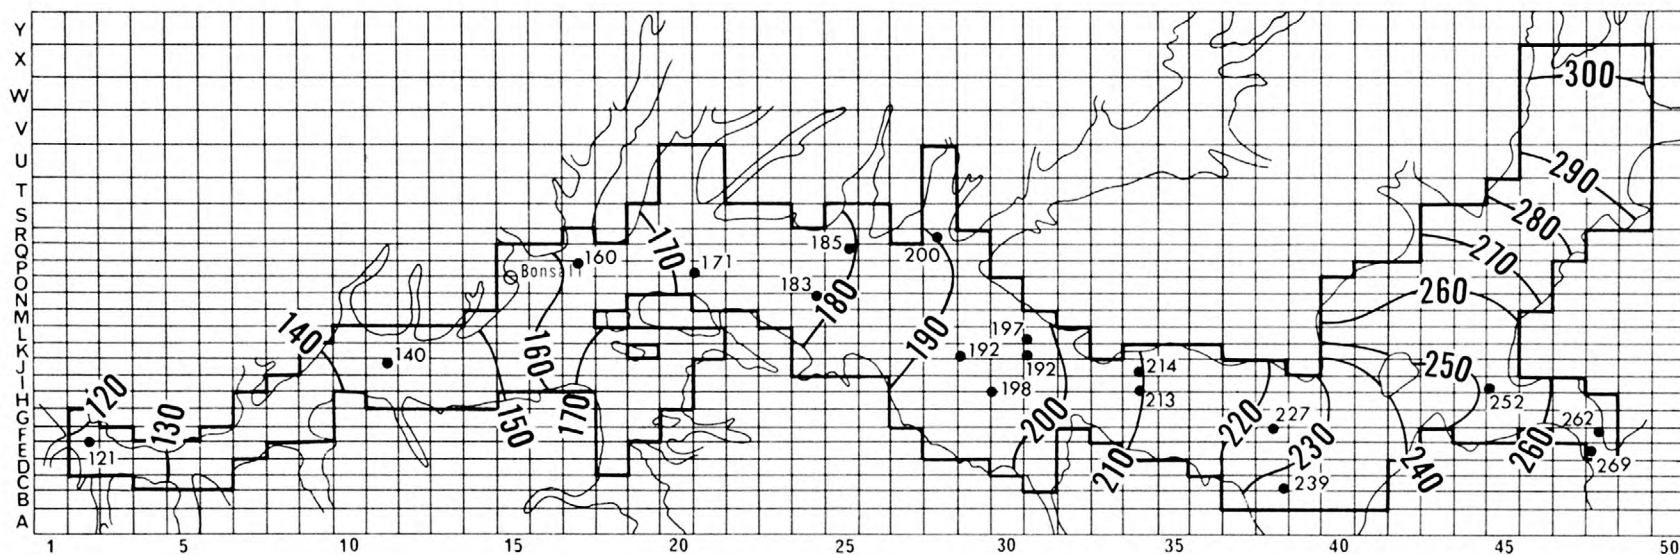 Y
X
W
300
V
U
290
T
280
S
R
170
185
200
270
Q
160
171
P
Bonsall
260
O
183
180
N
M
140
190
197
L
160
140
192
192
250
K
214
J
252
I
120
198
213
H
170
200
220
227
262
G
130
150
230
260
F
121
210
240
269
E
239
D
C
B
A
1 5 10 15 20 25 30 35 40 45 50